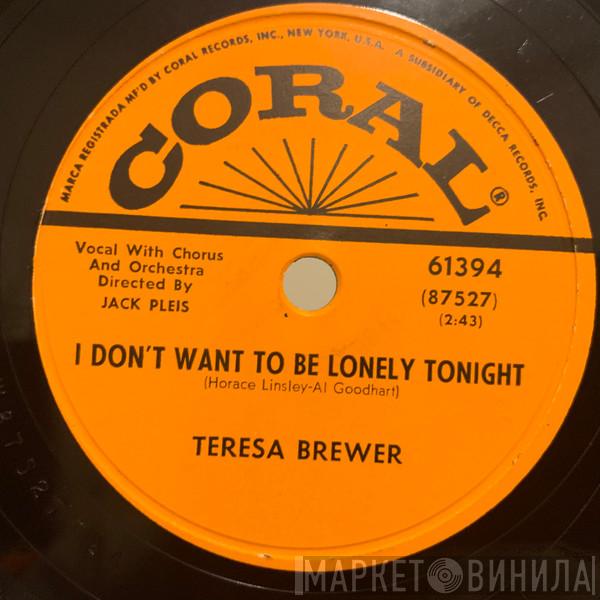 MARCA REGISTRADA MF'D BY CORAL RECORDS, INC., NEW YORK, U.S.A. A SUBSIDIARY OF DECCA RECORDS, INC.
CORAL®
Vocal With Chorus
And Orchestra
Directed By
JACK PLEIS
61394
(87527)
(2:43)
I DON'T WANT TO BE LONELY TONIGHT
(Horace Linsley-Al Goodhart)
TERESA BREWER
МАРКЕТ ВИНИЛА